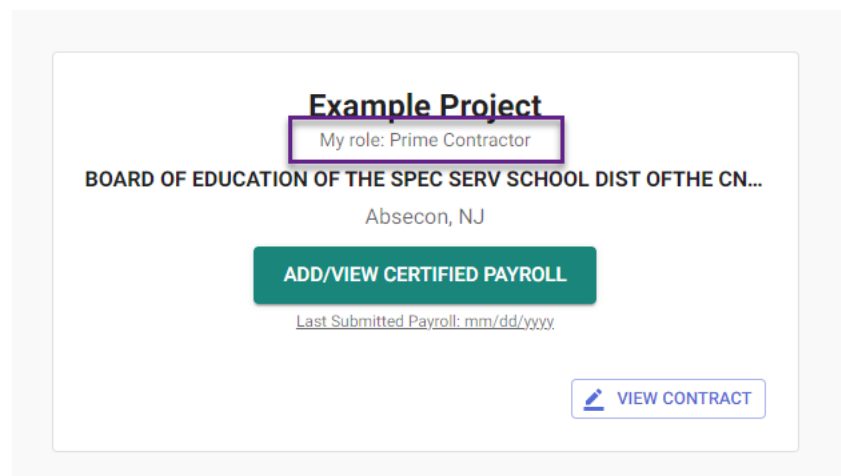 Example Project
My role: Prime Contractor
BOARD OF EDUCATION OF THE SPEC SERV SCHOOL DIST OFTHE CN...
Absecon, NJ
ADD/VIEW CERTIFIED PAYROLL
Last Submitted Payroll: mm/dd/yyyy
VIEW CONTRACT